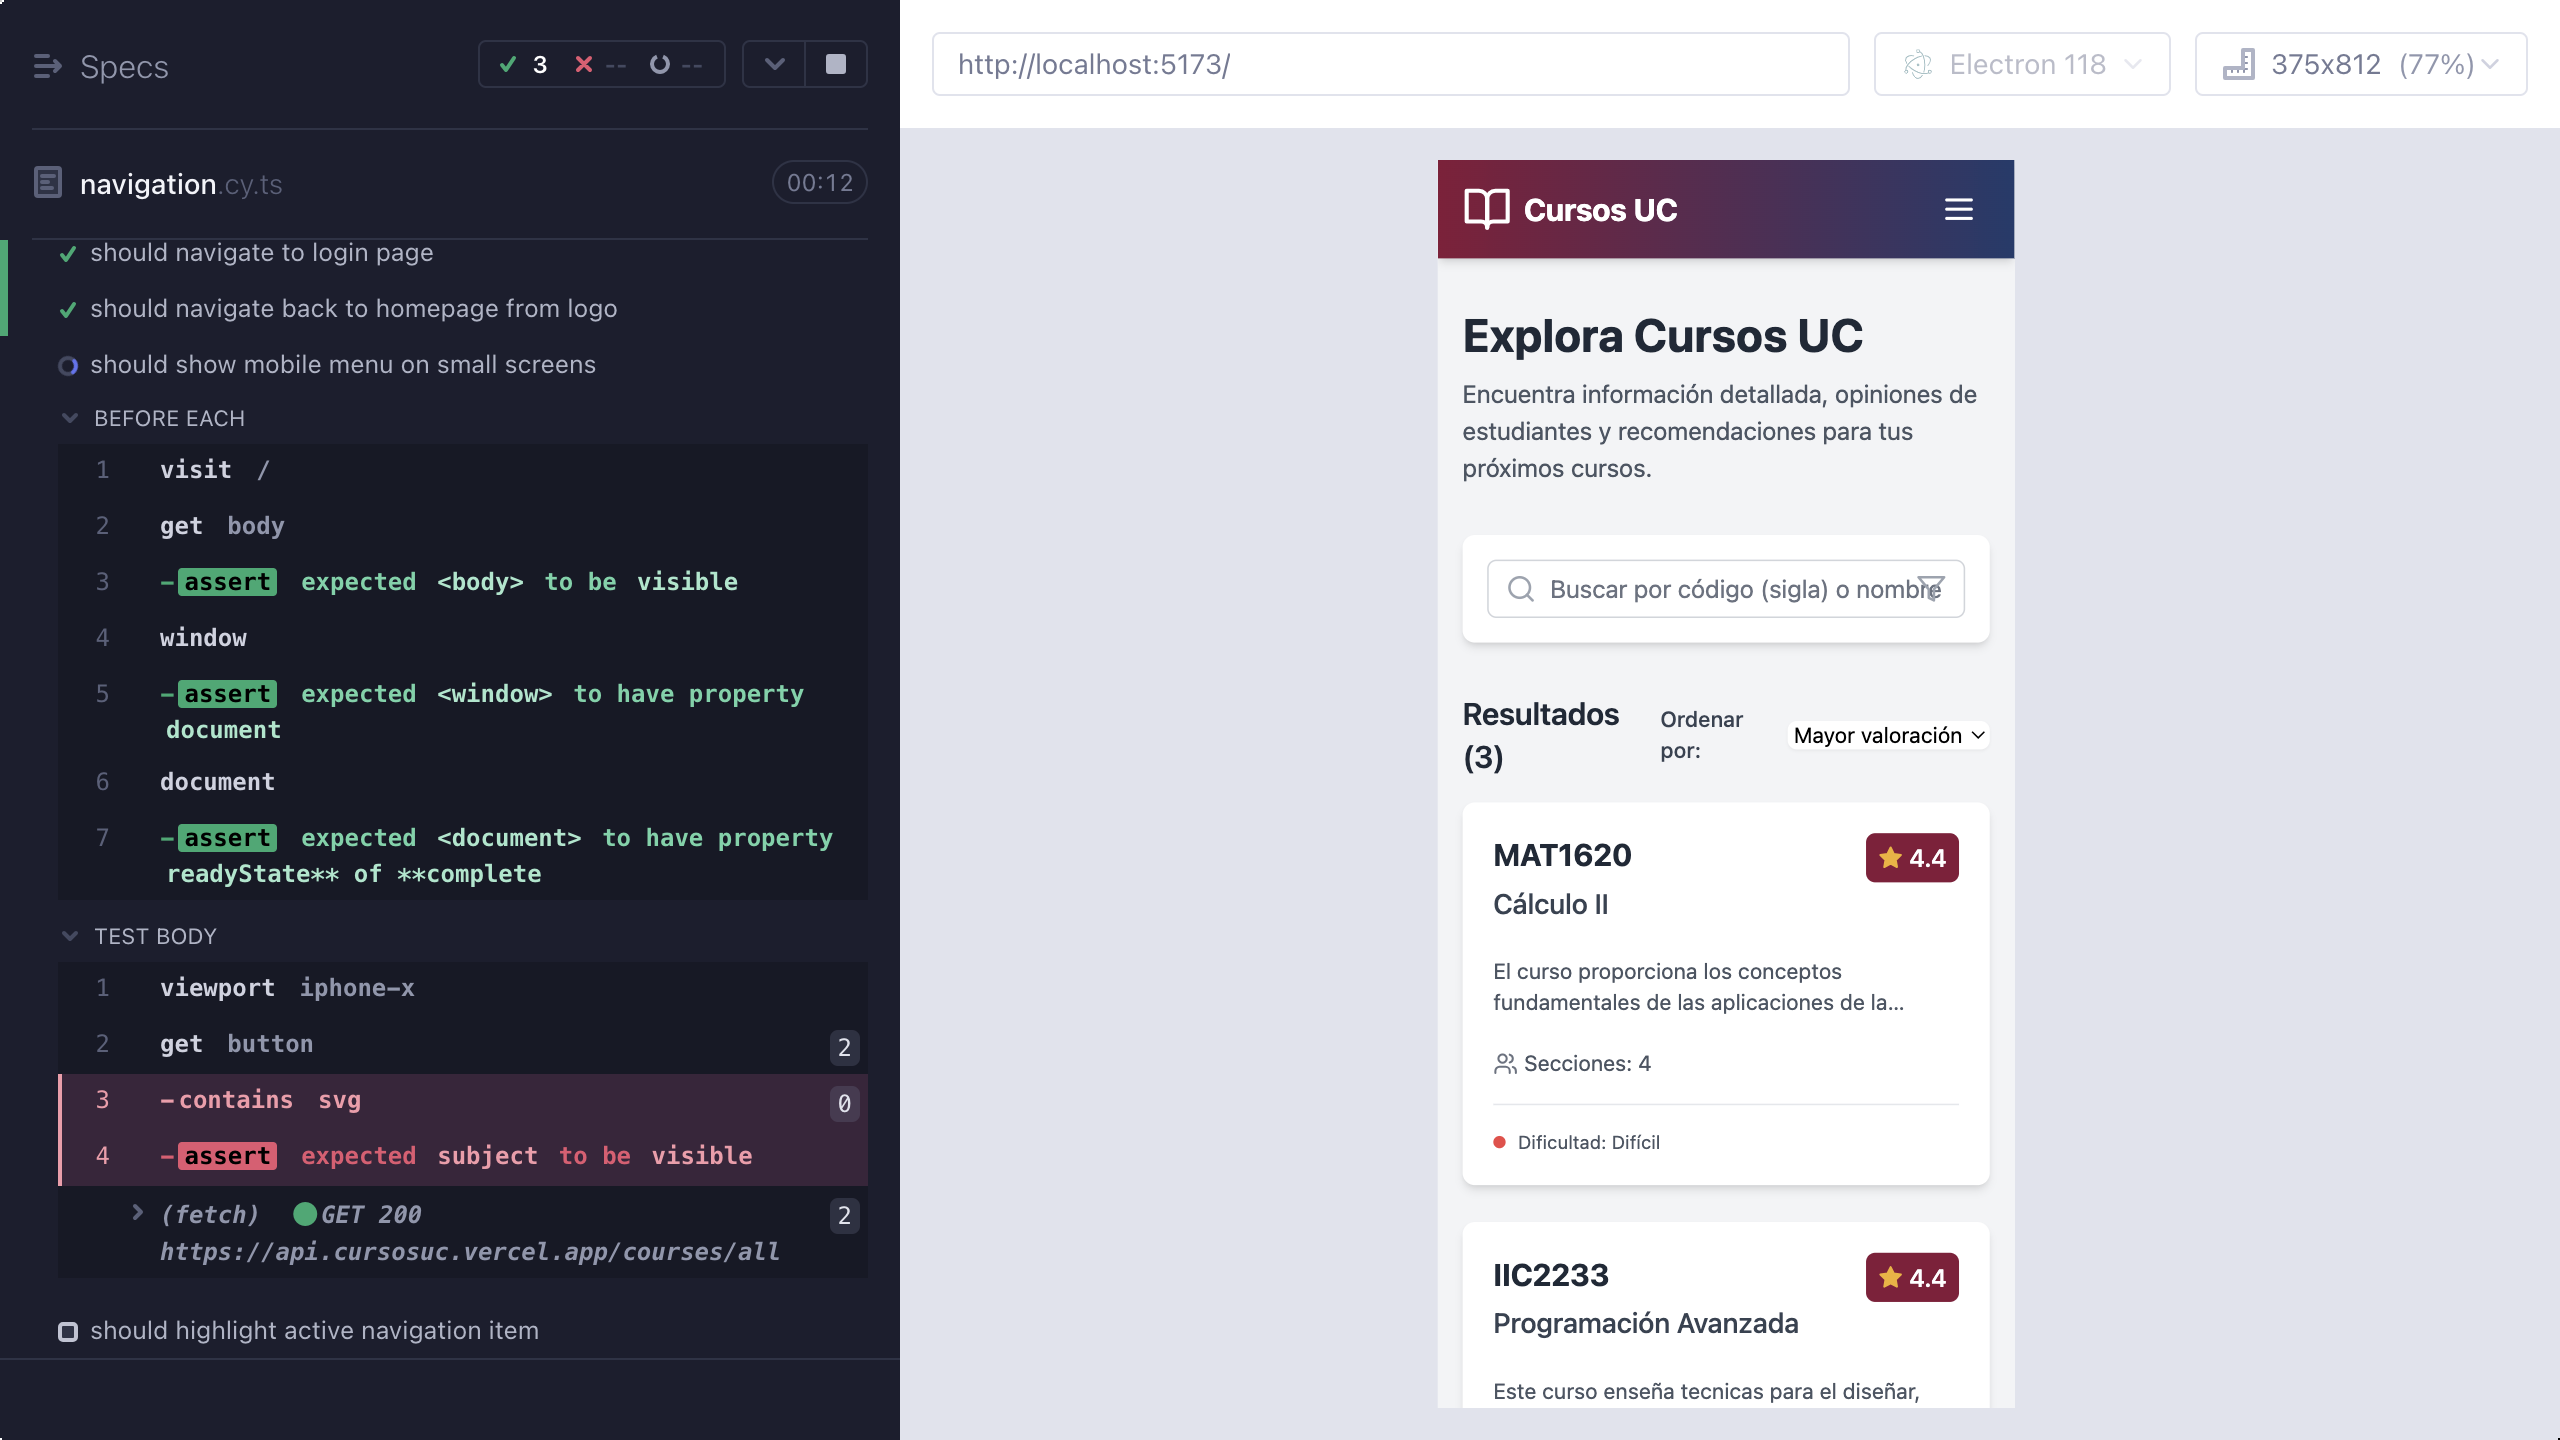 Specs
3 -- --
navigation.cy.ts
00:12
should navigate to login page
should navigate back to homepage from logo
should show mobile menu on small screens
BEFORE EACH
1 visit /
2 get body
3 -assert expected <body> to be visible
4 window
5 -assert expected <window> to have property
document
6 document
7 -assert expected <document> to have property
readyState** of **complete
TEST BODY
1 viewport iphone-x
2 get button 2
3 -contains svg 0
4 -assert expected subject to be visible
(fetch) GET 200 2
https://api.cursosuc.vercel.app/courses/all
should highlight active navigation item
http://localhost:5173/
Electron 118
375x812 (77%)
Cursos UC
Explora Cursos UC
Encuentra información detallada, opiniones de
estudiantes y recomendaciones para tus
próximos cursos.
Buscar por código (sigla) o nombre
Resultados
(3)
Ordenar
por:
Mayor valoración
MAT1620
4.4
Cálculo II
El curso proporciona los conceptos
fundamentales de las aplicaciones de la...
Secciones: 4
Dificultad: Difícil
IIC2233
4.4
Programación Avanzada
Este curso enseña tecnicas para el diseñar,